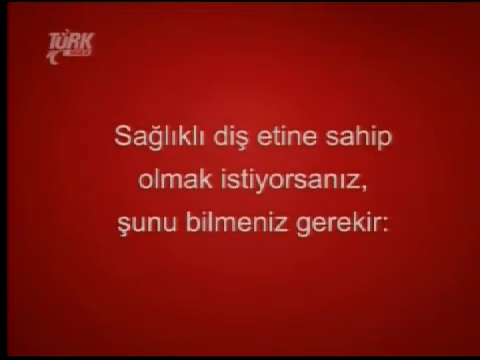 TÜRK
Sağlıklı diş etine sahip
olmak istiyorsanız,
şunu bilmeniz gerekir: